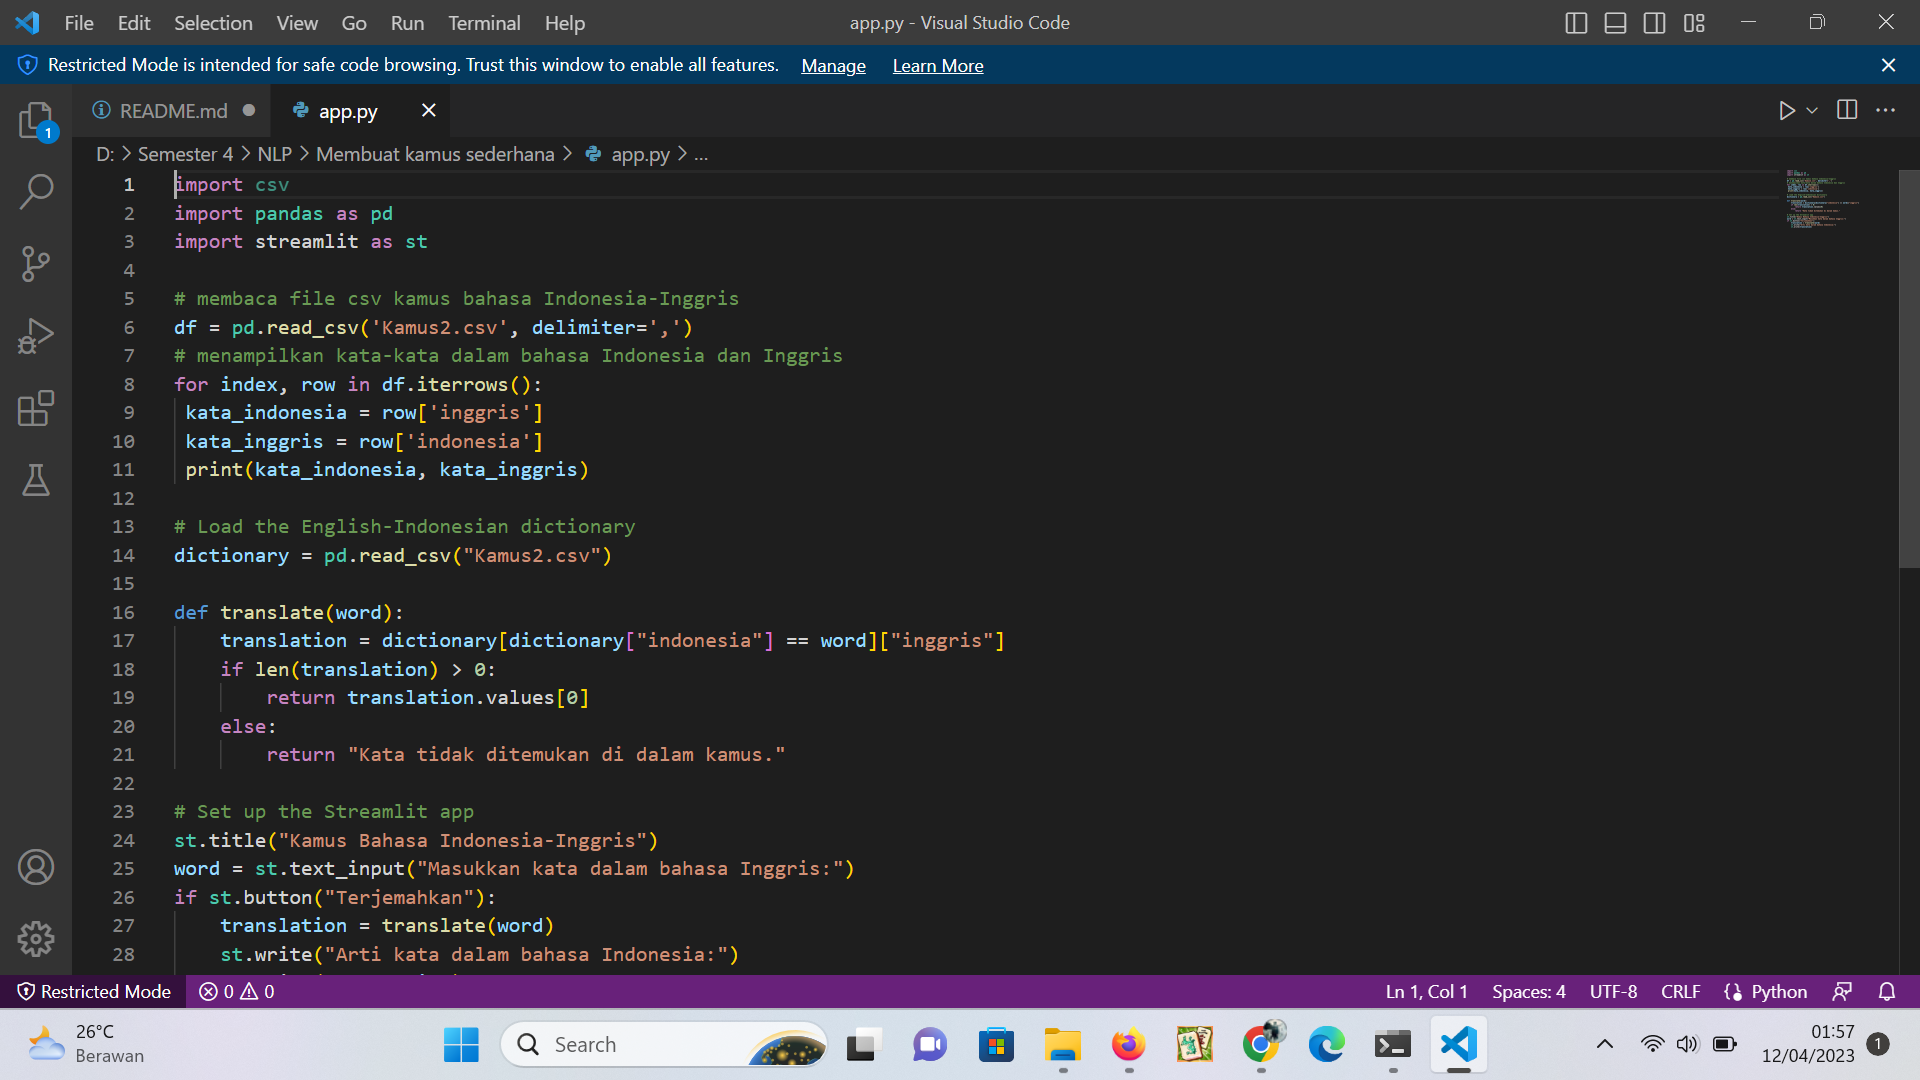 File Edit Selection View Go Run Terminal Help
app.py - Visual Studio Code
Restricted Mode is intended for safe code browsing. Trust this window to enable all features. Manage Learn More
1
README.md
app.py
D: > Semester 4 > NLP > Membuat kamus sederhana > app.py > ...
1 import csv
2 import pandas as pd
3 import streamlit as st
4
5 # membaca file csv kamus bahasa Indonesia-Inggris
6 df = pd.read_csv('Kamus2.csv', delimiter=',')
7 # menampilkan kata-kata dalam bahasa Indonesia dan Inggris
8 for index, row in df.iterrows():
9 kata_indonesia = row['inggris']
10 kata_inggris = row['indonesia']
11 print(kata_indonesia, kata_inggris)
12
13 # Load the English-Indonesian dictionary
14 dictionary = pd.read_csv("Kamus2.csv")
15
16 def translate(word):
17 translation = dictionary[dictionary["indonesia"] == word]["inggris"]
18 if len(translation) > 0:
19 return translation.values[0]
20 else:
21 return "Kata tidak ditemukan di dalam kamus."
22
23 # Set up the Streamlit app
24 st.title("Kamus Bahasa Indonesia-Inggris")
25 word = st.text_input("Masukkan kata dalam bahasa Inggris:")
26 if st.button("Terjemahkan"):
27 translation = translate(word)
28 st.write("Arti kata dalam bahasa Indonesia:")
Restricted Mode 0 0
Ln 1, Col 1 Spaces: 4 UTF-8 CRLF Python
26°C
Berawan
Search
01:57
12/04/2023
1